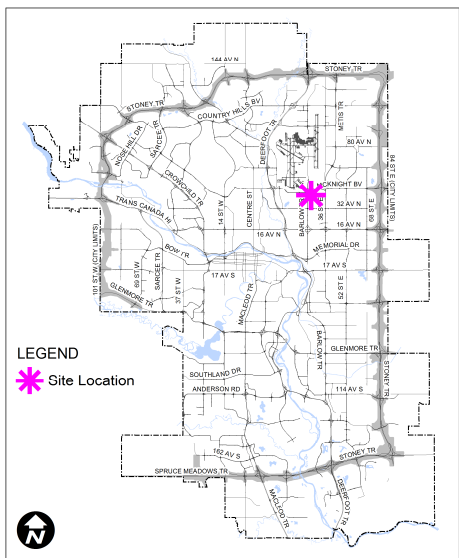 144 AV N
STONEY TR
STONEY TR
COUNTRY HILLS BV
METIS TR
DEERFOOT TR
SARCEE TR
NOSE HILL DR
80 AV N
CROWCHILD TR
84 ST E (CITY LIMITS)
CKNIGHT BV
TRANS CANADA HI
14 ST W
CENTRE ST
BARLOW
36 S
32 AV N
68 ST E
16 AV N
16 AV N
MEMORIAL DR
BOW TR
101 ST W (CITY LIMITS)
69 ST W
SARCEE TR
37 ST W
17 AV S
17 AV S
52 ST E
GLENMORE TR
MACLEOD TR
BARLOW TR
LEGEND
Site Location
GLENMORE TR
STONEY TR
SOUTHLAND DR
ANDERSON RD
114 AV S
162 AV S
STONEY TR
SPRUCE MEADOWS TR
MACLEOD TR
DEERFOOT TR
N